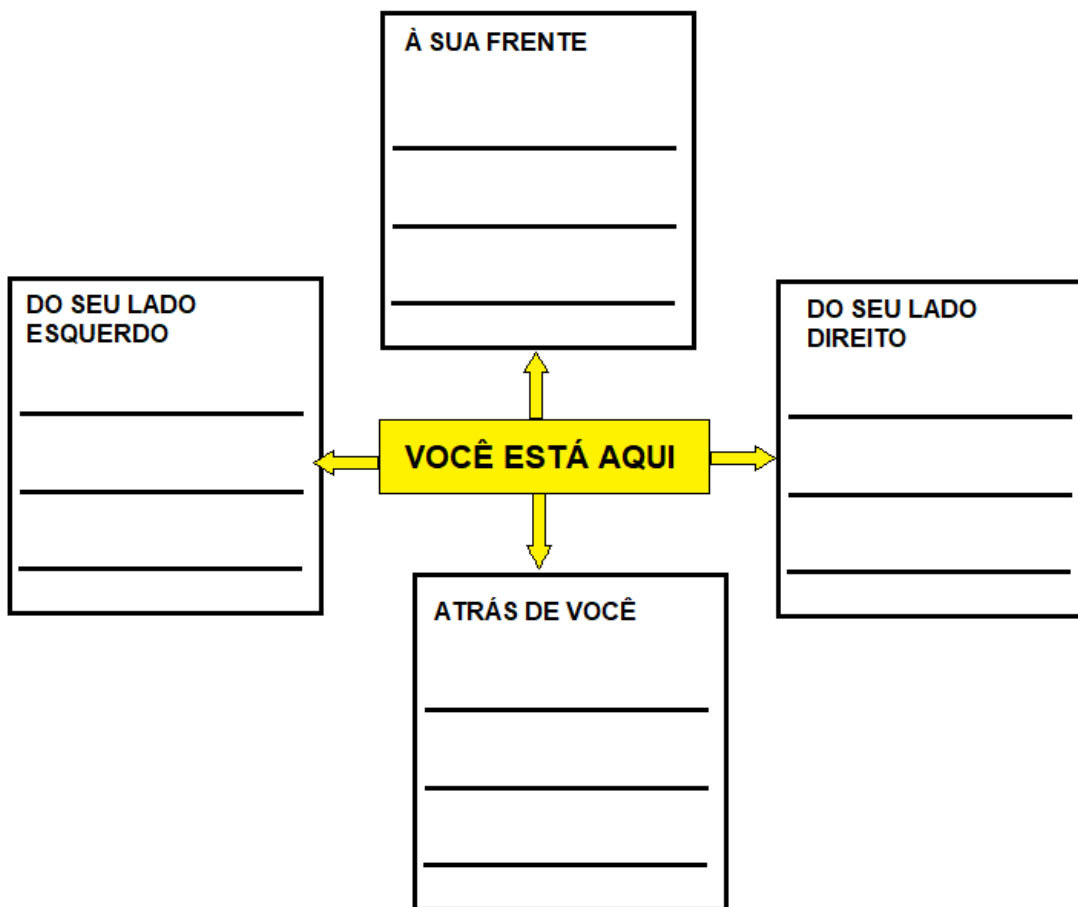 À SUA FRENTE
DO SEU LADO
ESQUERDO
VOCÊ ESTÁ AQUI
DO SEU LADO
DIREITO
ATRÁS DE VOCÊ